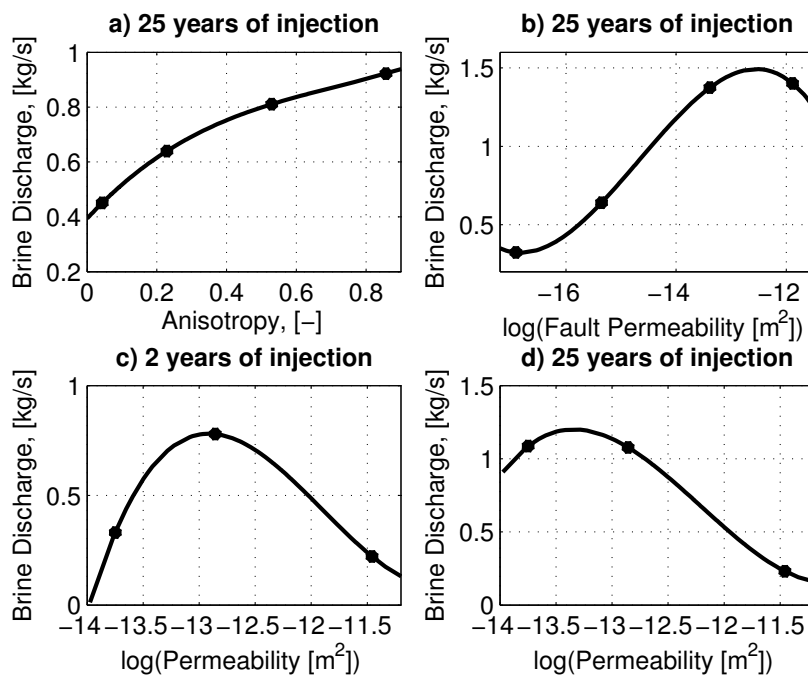 a) 25 years of injection
Brine Discharge, [kg/s]
1
0.8
0.6
0.4
0.2
0 0.2 0.4 0.6 0.8
Anisotropy, [-]
b) 25 years of injection
Brine Discharge, [kg/s]
1.5
1
0.5
−16 −14 −12
log(Fault Permeability [m²])
c) 2 years of injection
Brine Discharge, [kg/s]
1
0.5
0
−14 −13.5 −13 −12.5 −12 −11.5
log(Permeability [m²])
d) 25 years of injection
Brine Discharge, [kg/s]
1.5
1
0.5
0
−14 −13.5 −13 −12.5 −12 −11.5
log(Permeability [m²])